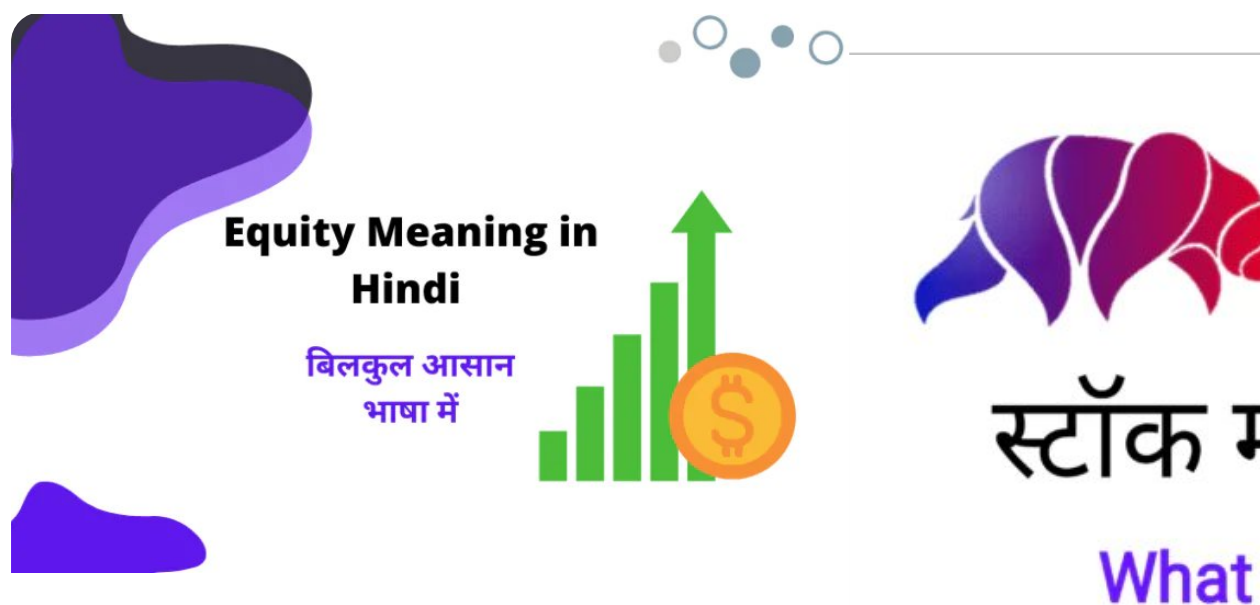 Equity Meaning in
Hindi
बिलकुल आसान
भाषा में
$
स्टॉक
What